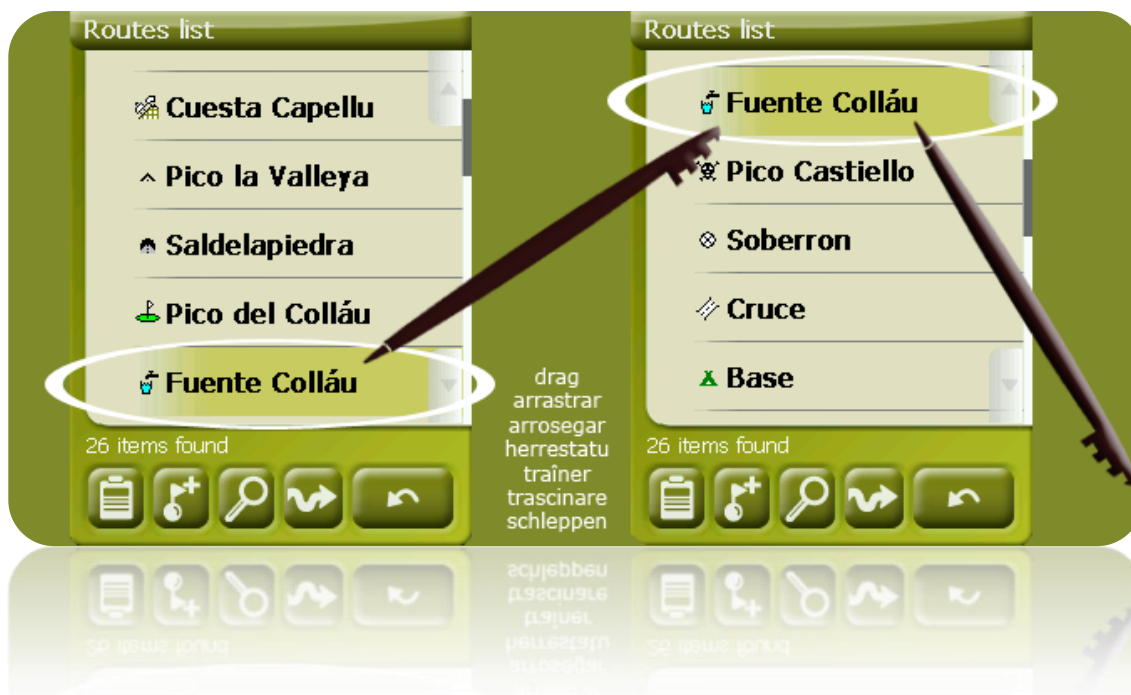 Routes list
Cuesta Capellu
Pico la Valleya
Saldelapiedra
Pico del Colláu
Fuente Colláu
26 items found
drag
arrastrar
arrosegar
herrestatu
traîner
trascinare
schleppen
Routes list
Fuente Colláu
Pico Castiello
Soberron
Cruce
Base
26 items found